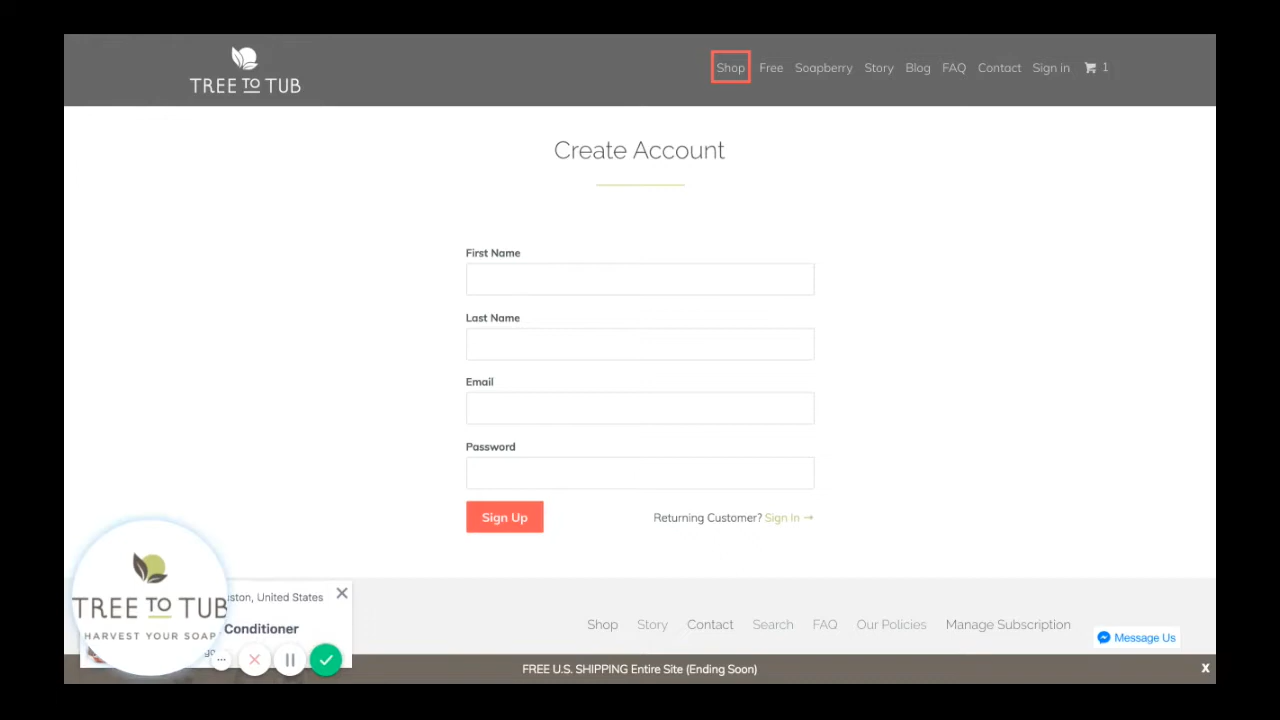 TREE TO TUB
Shop Free Soapberry Story Blog FAQ Contact Sign in 1
Create Account
First Name
Last Name
Email
Password
Sign Up Returning Customer? Sign In →
TREE TO TUB
HARVEST YOUR SOAP
uston, United States
Conditioner
Shop Story Contact Search FAQ Our Policies Manage Subscription
Message Us
FREE U.S. SHIPPING Entire Site (Ending Soon) X